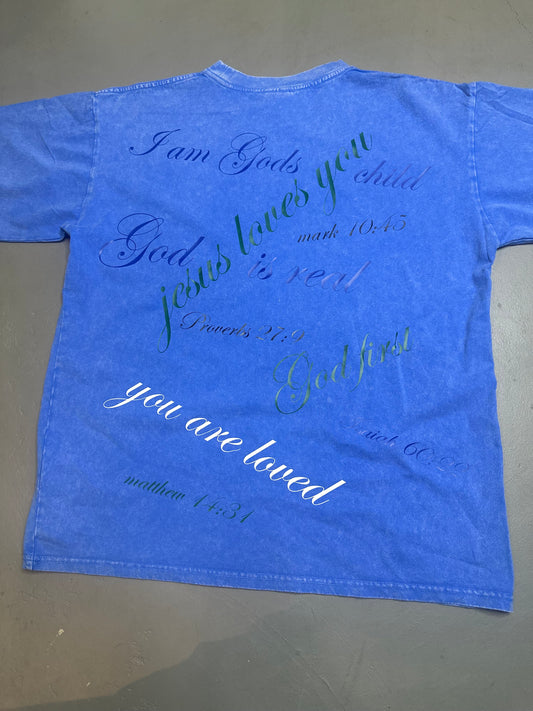 I am Gods child
jesus loves you
mark 10:45
God is real
Proverbs 27:9
God first
you are loved
matthew 14:31